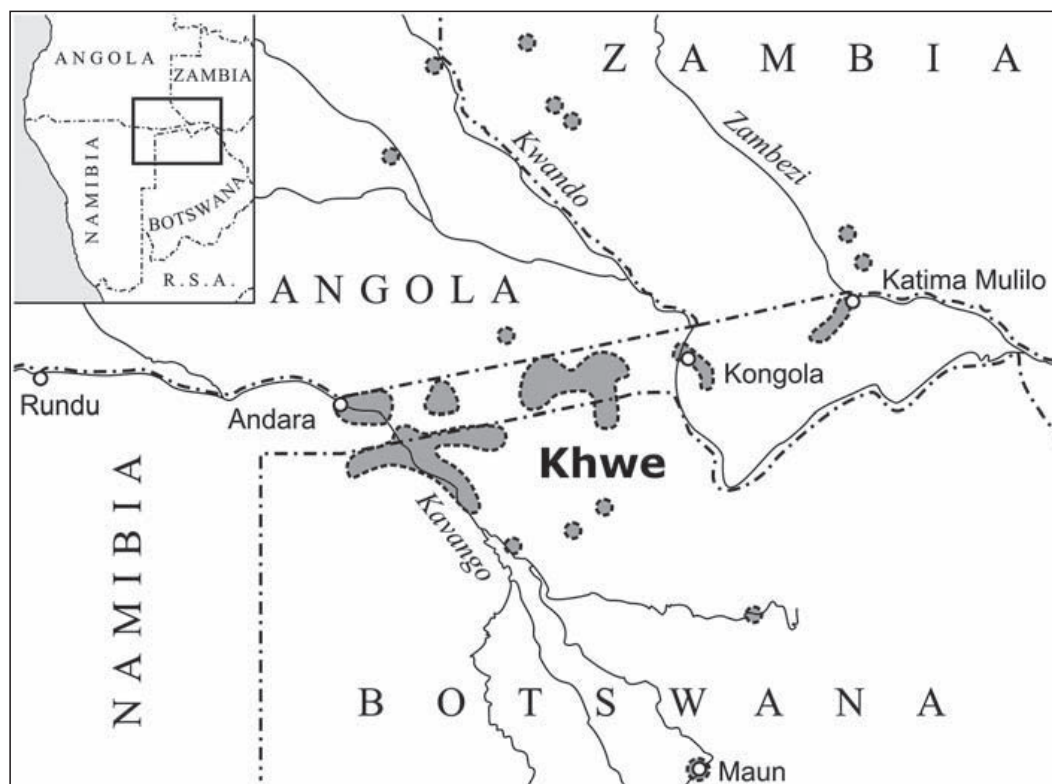 ANGOLA
ZAMBIA
NAMIBIA
BOTSWANA
R.S.A.
ZAMBIA
Kwando
Zambezi
ANGOLA
Katima Mulilo
Rundu
Andara
Kongola
Khwe
Kavango
NAMIBIA
BOTSWANA
Maun